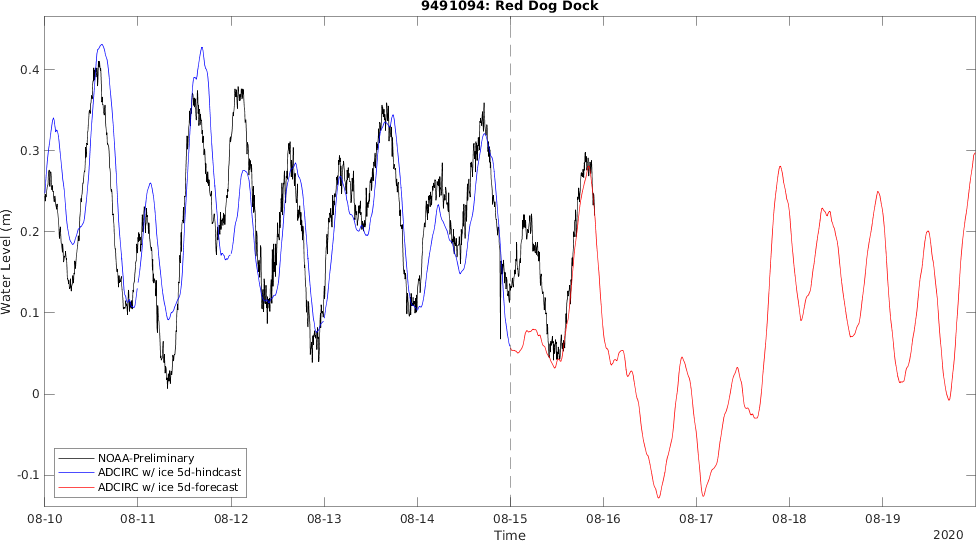 9491094: Red Dog Dock
Water Level (m)
0.4
0.3
0.2
0.1
0
-0.1
NOAA-Preliminary
ADCIRC w/ ice 5d-hindcast
ADCIRC w/ ice 5d-forecast
08-10 08-11 08-12 08-13 08-14 08-15 08-16 08-17 08-18 08-19
Time
2020